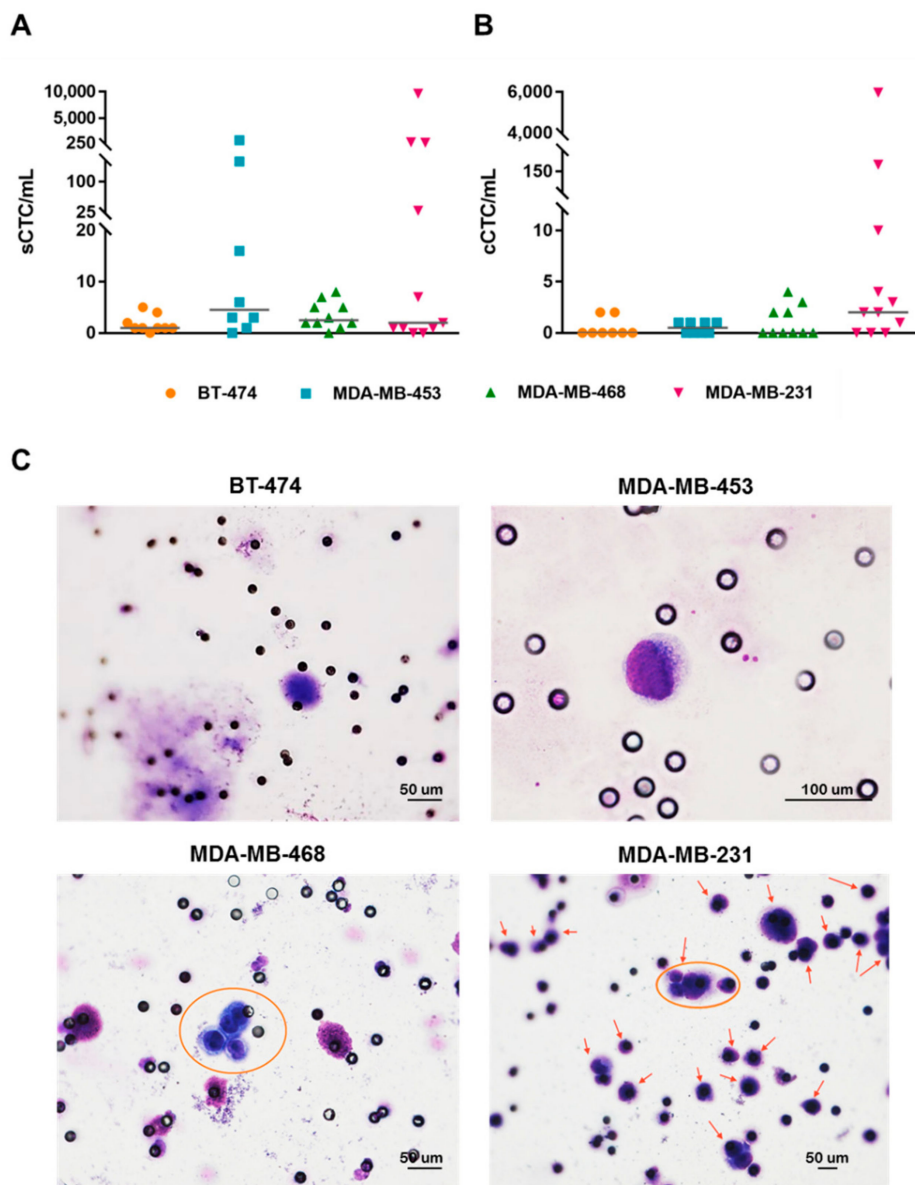 A
B
sCTC/mL
10,000
5,000
250
100
25
20
10
0
cCTC/mL
6,000
4,000
150
10
5
0
BT-474 MDA-MB-453 MDA-MB-468 MDA-MB-231
C
BT-474
MDA-MB-453
50 um
100 um
MDA-MB-468
MDA-MB-231
50 um
50 um